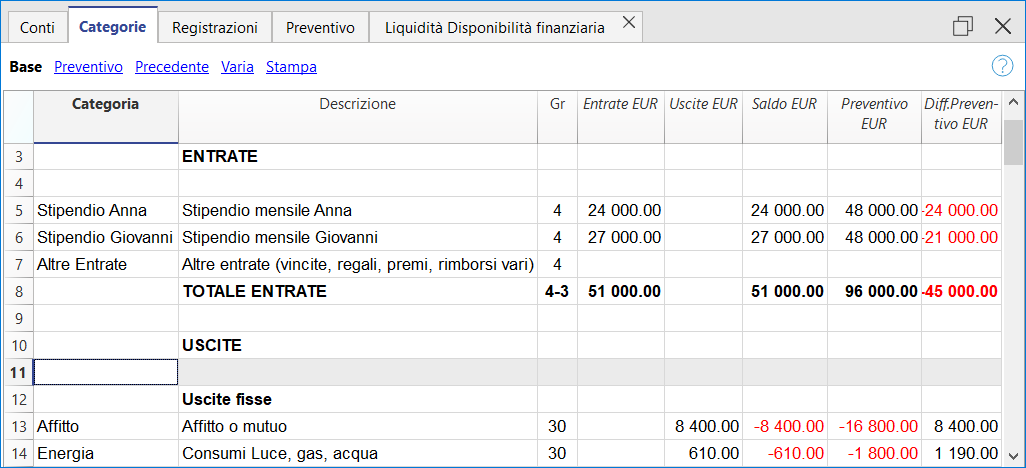 Conti Categorie Registrazioni Preventivo Liquidità Disponibilità finanziaria
Base Preventivo Precedente Varia Stampa
Categoria Descrizione Gr Entrate EUR Uscite EUR Saldo EUR Preventivo EUR Diff.Preven-tivo EUR
3 ENTRATE
4
5 Stipendio Anna Stipendio mensile Anna 4 24 000.00 24 000.00 48 000.00 -24 000.00
6 Stipendio Giovanni Stipendio mensile Giovanni 4 27 000.00 27 000.00 48 000.00 -21 000.00
7 Altre Entrate Altre entrate (vincite, regali, premi, rimborsi vari) 4
8 TOTALE ENTRATE 4-3 51 000.00 51 000.00 96 000.00 -45 000.00
9
10 USCITE
11
12 Uscite fisse
13 Affitto Affitto o mutuo 30 8 400.00 -8 400.00 -16 800.00 8 400.00
14 Energia Consumi Luce, gas, acqua 30 610.00 -610.00 -1 800.00 1 190.00